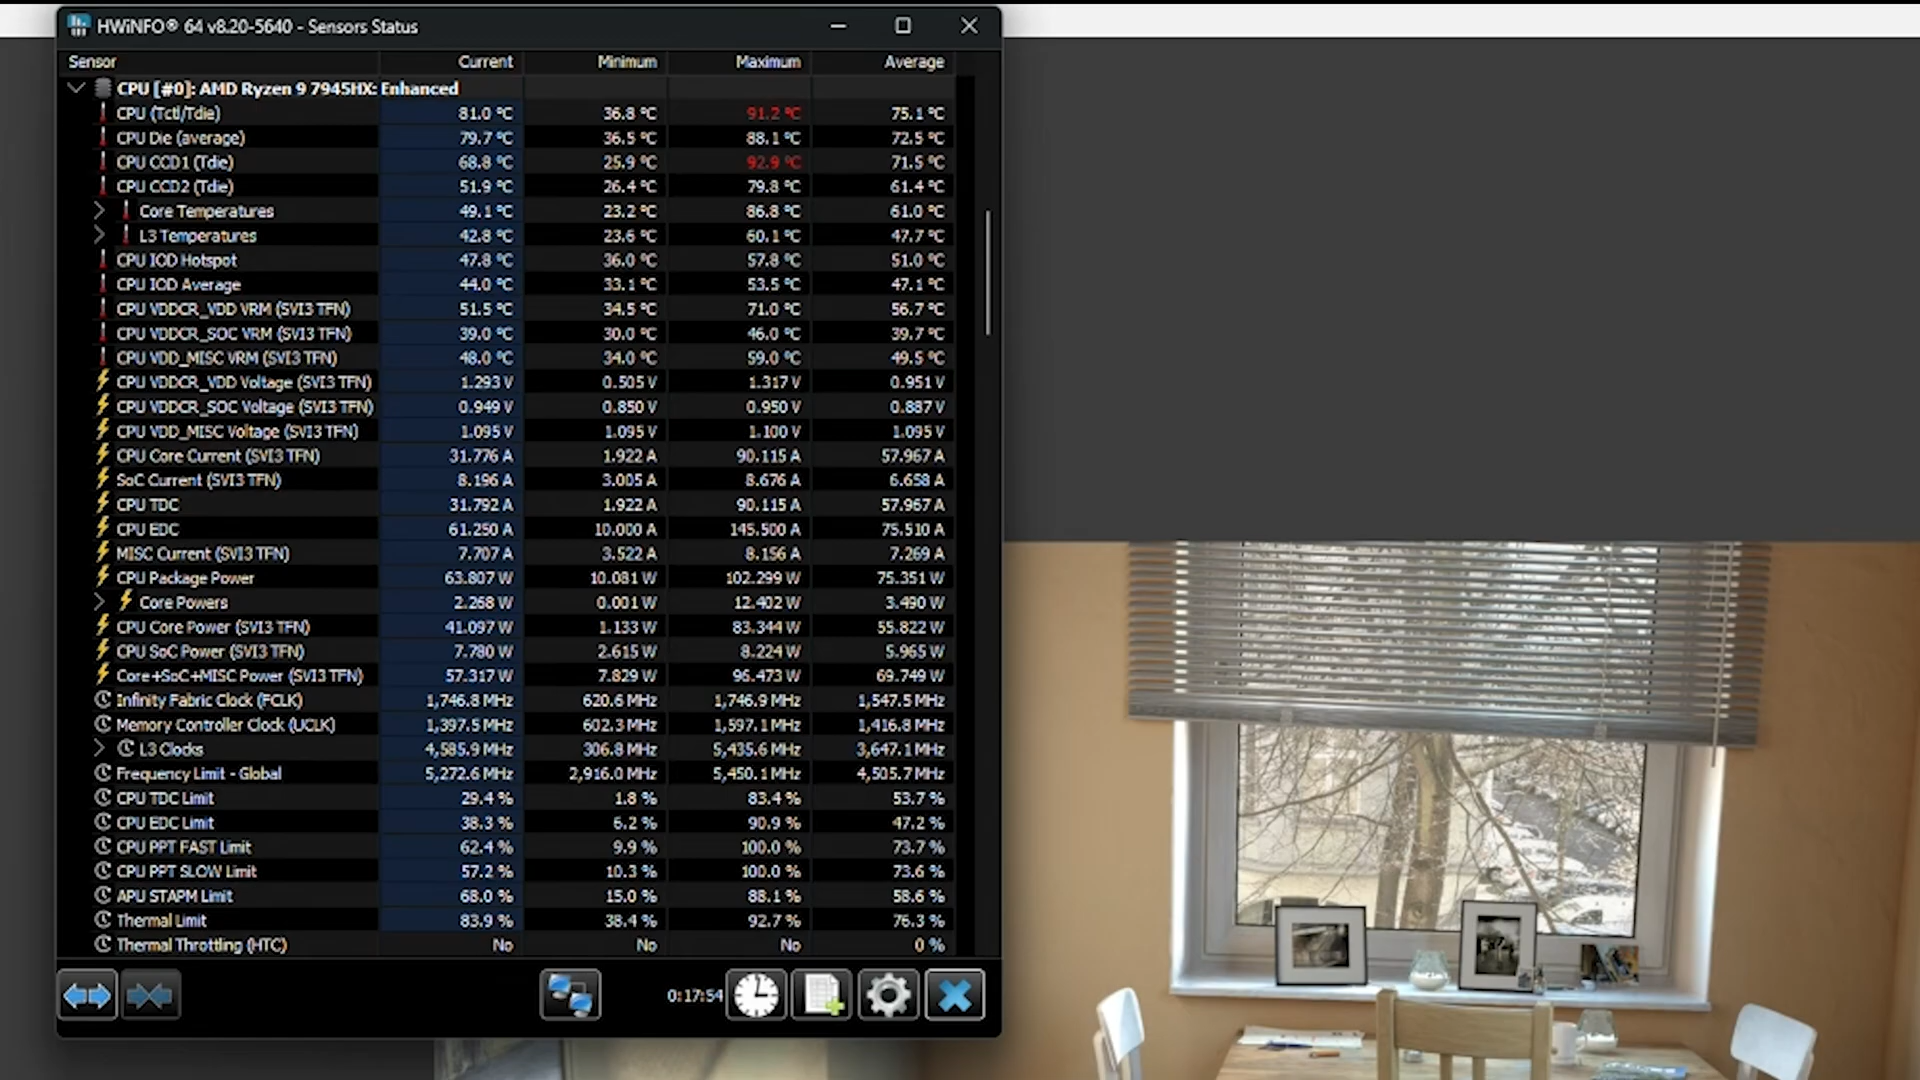 HWiNFO® 64 v8.20-5640 - Sensors Status
Sensor Current Minimum Maximum Average
CPU [#0]: AMD Ryzen 9 7945HX: Enhanced
CPU (Tctl/Tdie) 81.0 °C 36.8 °C 91.2 °C 75.1 °C
CPU Die (average) 79.7 °C 36.5 °C 88.1 °C 72.5 °C
CPU CCD1 (Tdie) 68.8 °C 25.9 °C 92.9 °C 71.5 °C
CPU CCD2 (Tdie) 51.9 °C 26.4 °C 79.8 °C 61.4 °C
Core Temperatures 49.1 °C 23.2 °C 86.8 °C 61.0 °C
L3 Temperatures 42.8 °C 23.6 °C 60.1 °C 47.7 °C
CPU IOD Hotspot 47.8 °C 36.0 °C 57.8 °C 51.0 °C
CPU IOD Average 44.0 °C 33.1 °C 53.5 °C 47.1 °C
CPU VDDCR_VDD VRM (SVI3 TFN) 51.5 °C 34.5 °C 71.0 °C 56.7 °C
CPU VDDCR_SOC VRM (SVI3 TFN) 39.0 °C 30.0 °C 46.0 °C 39.7 °C
CPU VDD_MISC VRM (SVI3 TFN) 48.0 °C 34.0 °C 59.0 °C 49.5 °C
CPU VDDCR_VDD Voltage (SVI3 TFN) 1.293 V 0.505 V 1.317 V 0.951 V
CPU VDDCR_SOC Voltage (SVI3 TFN) 0.949 V 0.850 V 0.950 V 0.887 V
CPU VDD_MISC Voltage (SVI3 TFN) 1.095 V 1.095 V 1.100 V 1.095 V
CPU Core Current (SVI3 TFN) 31.776 A 1.922 A 90.115 A 57.967 A
SoC Current (SVI3 TFN) 8.196 A 3.005 A 8.676 A 6.658 A
CPU TDC 31.792 A 1.922 A 90.115 A 57.967 A
CPU EDC 61.250 A 10.000 A 145.500 A 75.510 A
MISC Current (SVI3 TFN) 7.707 A 3.522 A 8.156 A 7.269 A
CPU Package Power 63.807 W 10.081 W 102.299 W 75.351 W
Core Powers 2.268 W 0.001 W 12.402 W 3.490 W
CPU Core Power (SVI3 TFN) 41.097 W 1.133 W 83.344 W 55.822 W
CPU SoC Power (SVI3 TFN) 7.780 W 2.615 W 8.224 W 5.965 W
Core+SoC+MISC Power (SVI3 TFN) 57.317 W 7.829 W 96.473 W 69.749 W
Infinity Fabric Clock (FCLK) 1,746.8 MHz 620.6 MHz 1,746.9 MHz 1,547.5 MHz
Memory Controller Clock (UCLK) 1,397.5 MHz 602.3 MHz 1,597.1 MHz 1,416.8 MHz
L3 Clocks 4,585.9 MHz 306.8 MHz 5,435.6 MHz 3,647.1 MHz
Frequency Limit - Global 5,272.6 MHz 2,916.0 MHz 5,450.1 MHz 4,505.7 MHz
CPU TDC Limit 29.4 % 1.8 % 83.4 % 53.7 %
CPU EDC Limit 38.3 % 6.2 % 90.9 % 47.2 %
CPU PPT FAST Limit 62.4 % 9.9 % 100.0 % 73.7 %
CPU PPT SLOW Limit 57.2 % 10.3 % 100.0 % 73.6 %
APU STAPM Limit 68.0 % 15.0 % 88.1 % 58.6 %
Thermal Limit 83.9 % 38.4 % 92.7 % 76.3 %
Thermal Throttling (HTC) No No No 0 %
0:17:54